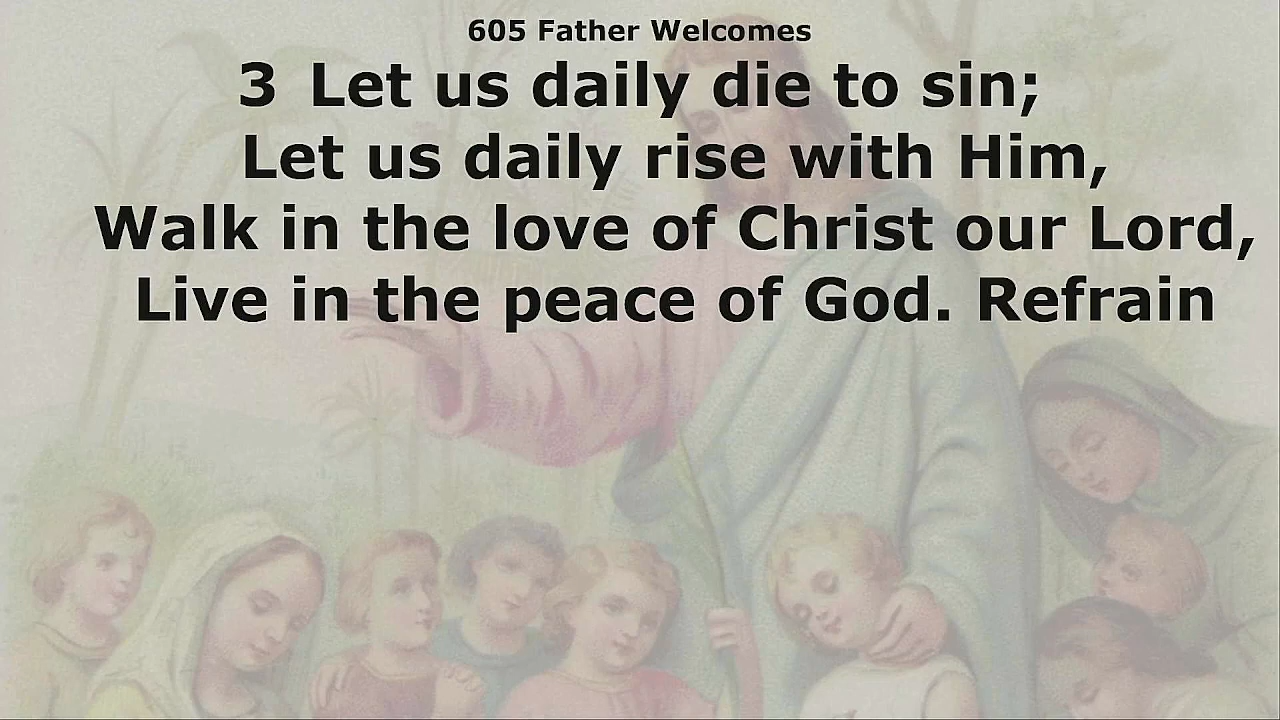 605 Father Welcomes
3 Let us daily die to sin;
Let us daily rise with Him,
Walk in the love of Christ our Lord,
Live in the peace of God. Refrain